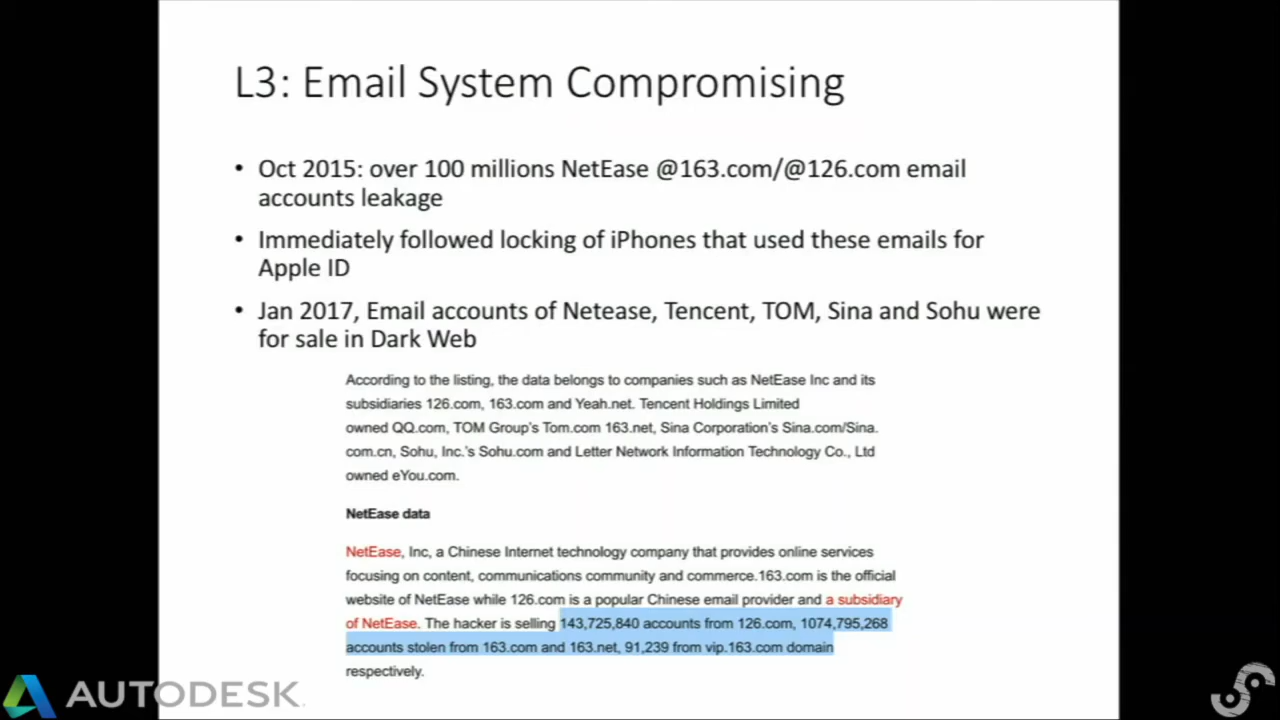 L3: Email System Compromising
• Oct 2015: over 100 millions NetEase @163.com/@126.com email
accounts leakage
• Immediately followed locking of iPhones that used these emails for
Apple ID
• Jan 2017, Email accounts of Netease, Tencent, TOM, Sina and Sohu were
for sale in Dark Web
According to the listing, the data belongs to companies such as NetEase Inc and its
subsidiaries 126.com, 163.com and Yeah.net. Tencent Holdings Limited
owned QQ.com, TOM Group's Tom.com 163.net, Sina Corporation's Sina.com/Sina.
com.cn, Sohu, Inc.'s Sohu.com and Letter Network Information Technology Co., Ltd
owned eYou.com.
NetEase data
NetEase, Inc, a Chinese Internet technology company that provides online services
focusing on content, communications community and commerce.163.com is the official
website of NetEase while 126.com is a popular Chinese email provider and a subsidiary
of NetEase. The hacker is selling 143,725,840 accounts from 126.com, 1074,795,268
accounts stolen from 163.com and 163.net, 91,239 from vip.163.com domain
respectively.
AUTODESK.